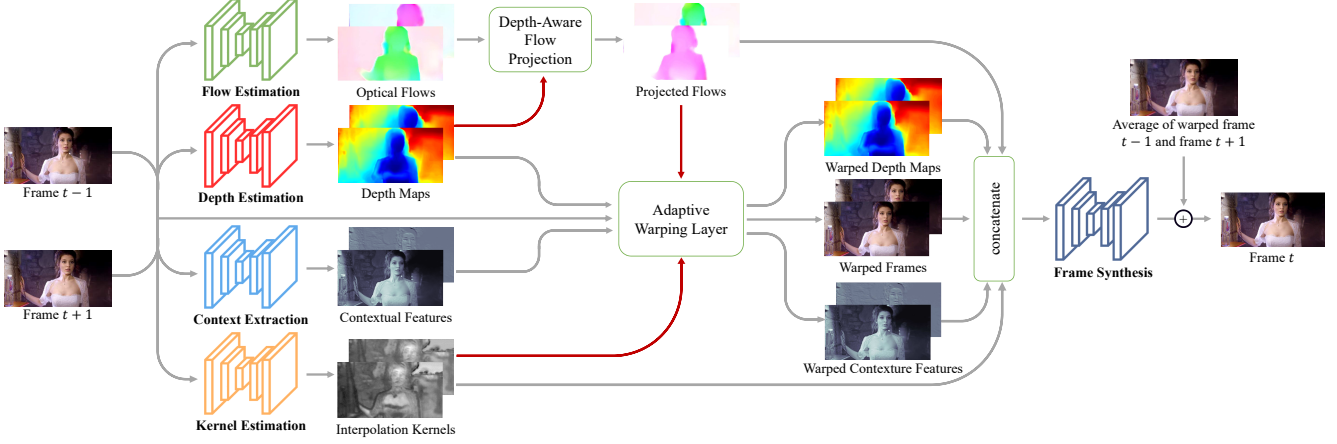 Frame t − 1
Frame t + 1
Flow Estimation
Depth Estimation
Context Extraction
Kernel Estimation
Optical Flows
Depth Maps
Contextual Features
Interpolation Kernels
Depth-Aware
Flow
Projection
Projected Flows
Adaptive
Warping Layer
Warped Depth Maps
Warped Frames
Warped Contexture Features
concatenate
Frame Synthesis
Average of warped frame
t − 1 and frame t + 1
+
Frame t